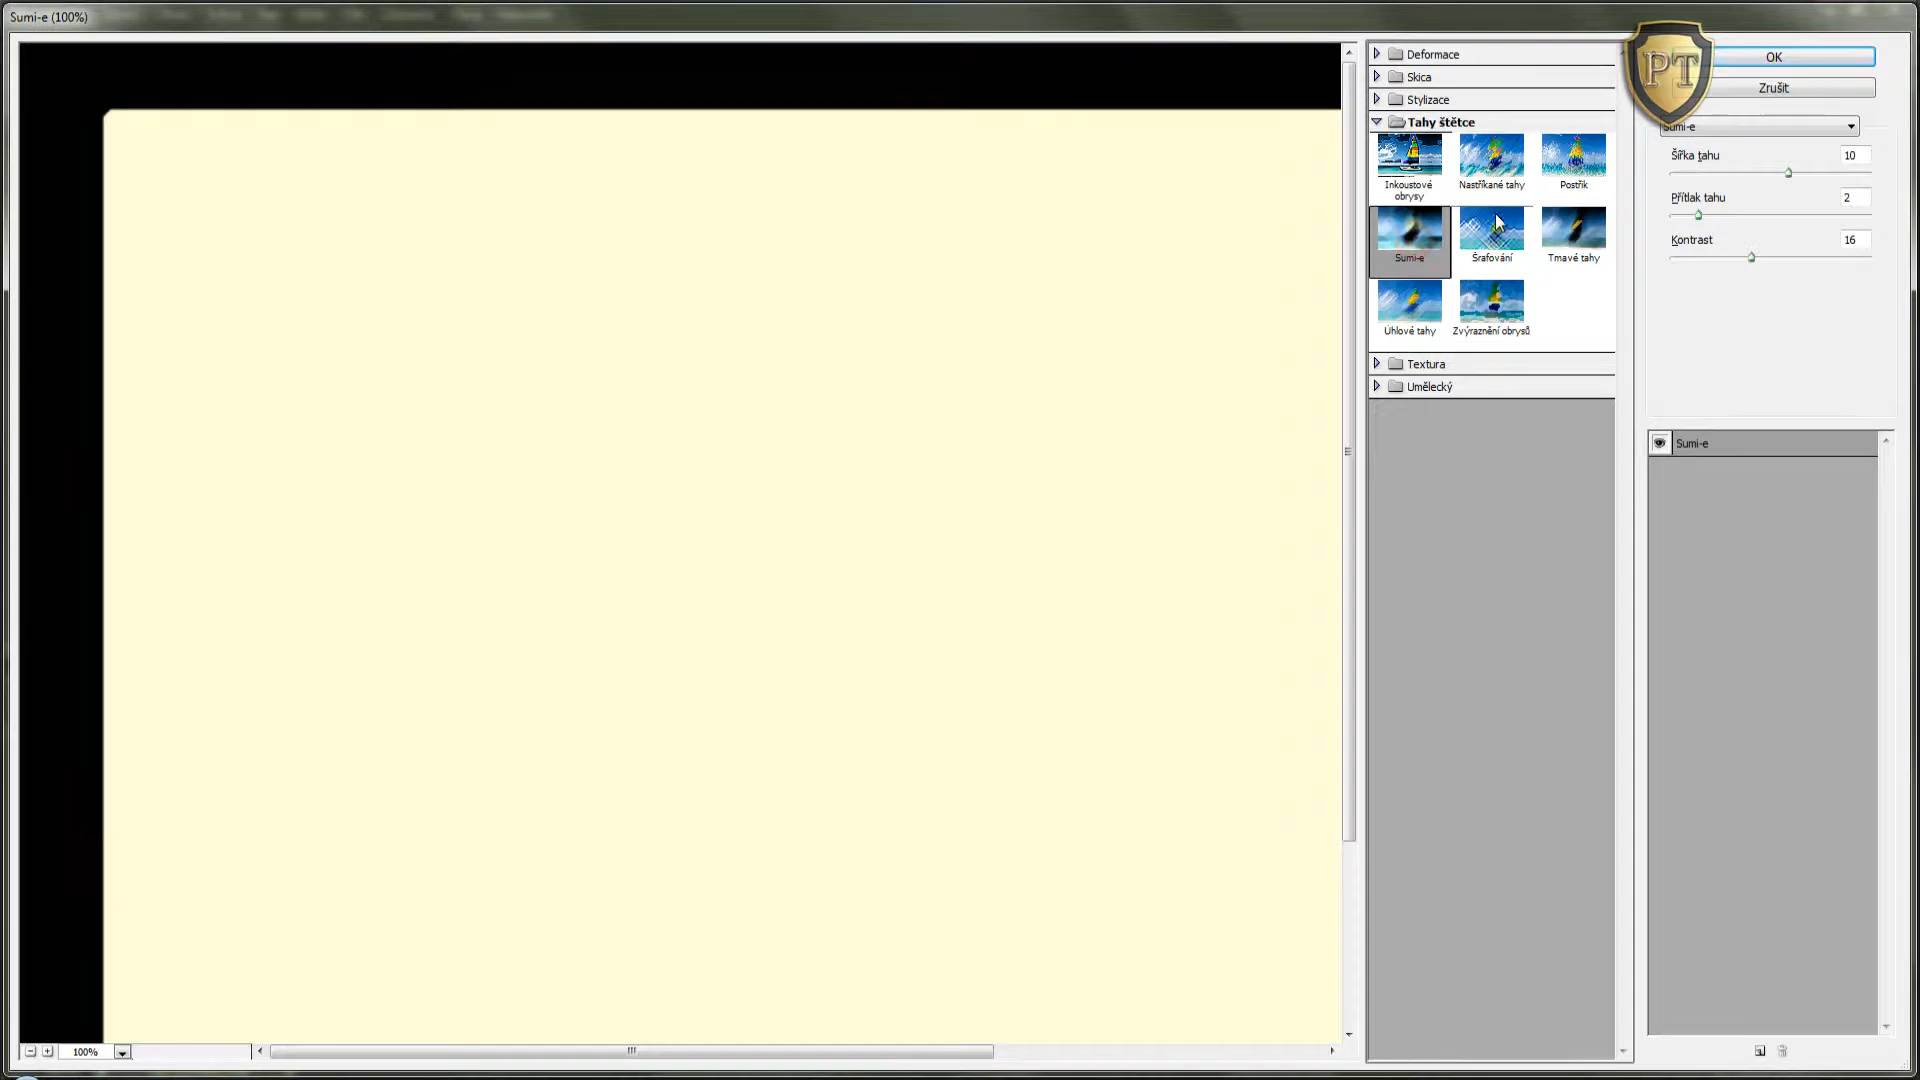 Sumi-e (100%)
Deformace
Skica
Stylizace
Tahy štětce
Inkoustové
obrysy
Nastříkané tahy
Postřik
Sumi-e
Šrafování
Tmavé tahy
Úhlové tahy
Zvýraznění obrysů
Textura
Umělecký
PT
OK
Zrušit
Sumi-e
Šířka tahu
10
Přítlak tahu
2
Kontrast
16
Sumi-e
100%